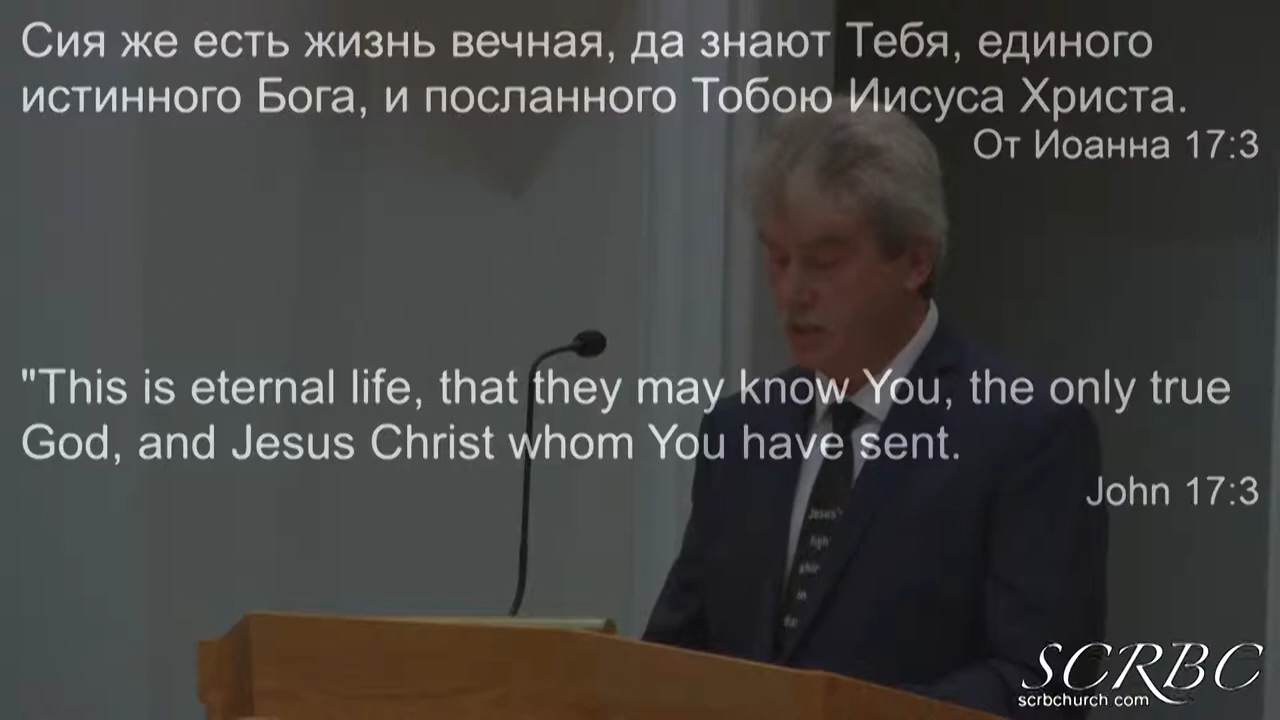 Сия же есть жизнь вечная, да знают Тебя, единого
истинного Бога, и посланного Тобою Иисуса Христа.
От Иоанна 17:3
"This is eternal life, that they may know You, the only true
God, and Jesus Christ whom You have sent.
John 17:3
Jesus'
in
SCRBC
scrbchurch.com